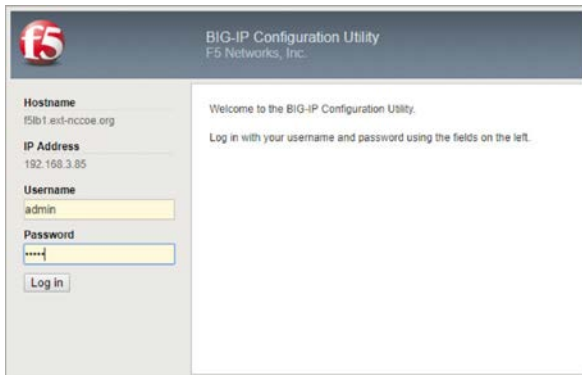 f5
BIG-IP Configuration Utility
F5 Networks, Inc.
Hostname
f5lb1.ext-nccoe.org
IP Address
192.168.3.85
Username
admin
Password
•••••
Log in
Welcome to the BIG-IP Configuration Utility.
Log in with your username and password using the fields on the left.